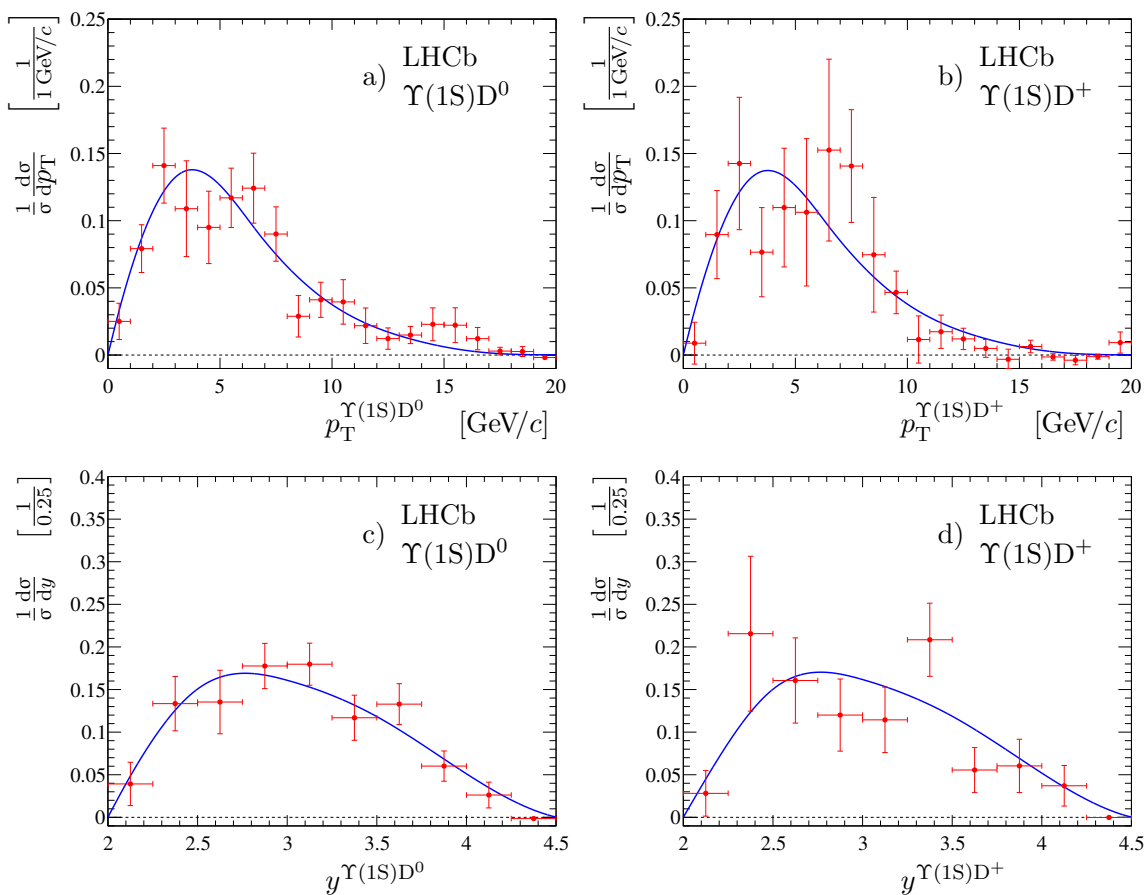 0.25
0.2
0.15
0.1
0.05
0
0 5 10 15 20
1/σ dσ/dp_T [1/(1 GeV/c)]
a) LHCb
ϒ(1S)D⁰
p_T^ϒ(1S)D⁰ [GeV/c]
0.25
0.2
0.15
0.1
0.05
0
0 5 10 15 20
1/σ dσ/dp_T [1/(1 GeV/c)]
b) LHCb
ϒ(1S)D⁺
p_T^ϒ(1S)D⁺ [GeV/c]
0.4
0.35
0.3
0.25
0.2
0.15
0.1
0.05
0
2 2.5 3 3.5 4 4.5
1/σ dσ/dy [1/0.25]
c) LHCb
ϒ(1S)D⁰
y^ϒ(1S)D⁰
0.4
0.35
0.3
0.25
0.2
0.15
0.1
0.05
0
2 2.5 3 3.5 4 4.5
1/σ dσ/dy [1/0.25]
d) LHCb
ϒ(1S)D⁺
y^ϒ(1S)D⁺